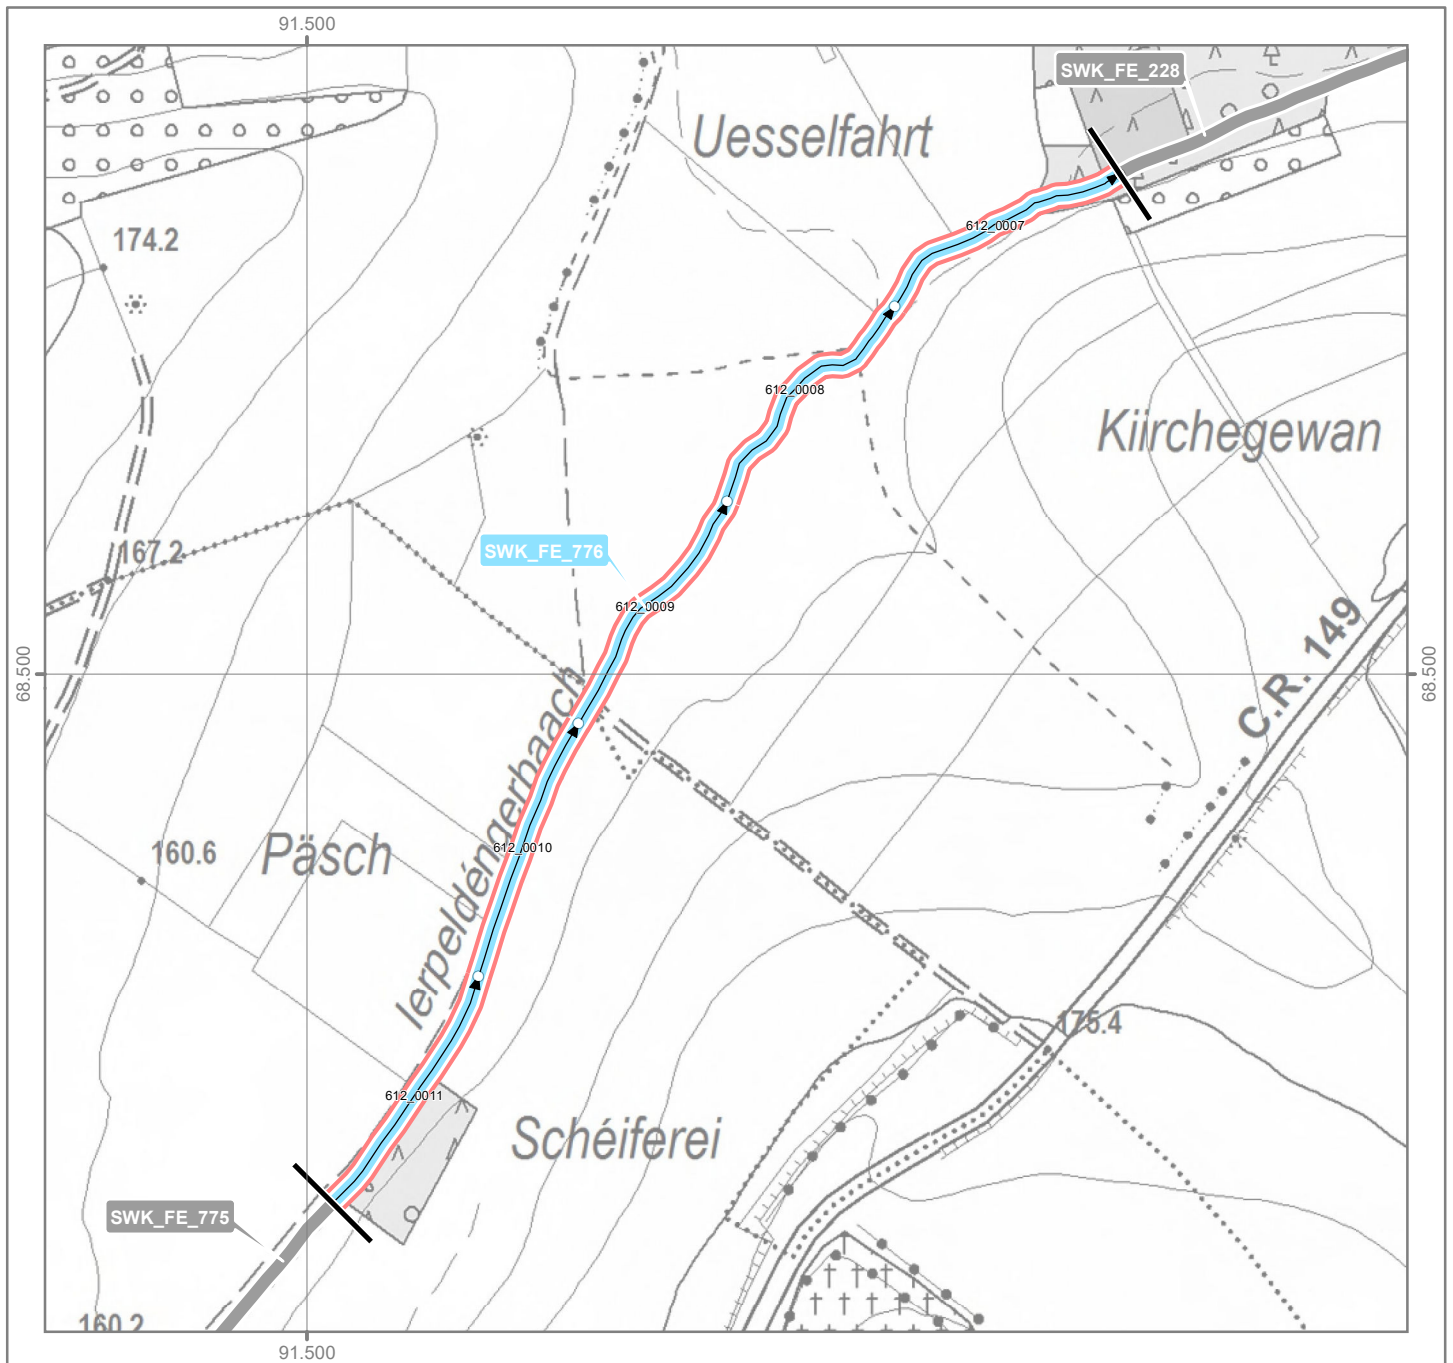 91.500
SWK_FE_228
Uesselfahrt
612_0007
174.2
612_0008
Kiirchegewan
167.2
SWK_FE_776
612_0009
68.500
68.500
C.R. 149
Ierpeldéngerbaach
612_0010
160.6
Päsch
175.4
612_0011
Schéiferei
SWK_FE_775
160.2
91.500